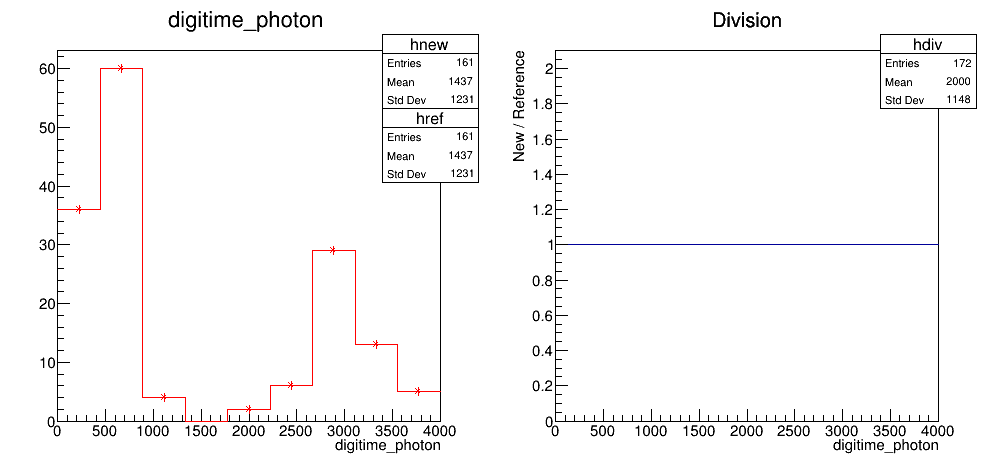 digitime_photon
hnew
Entries 161
Mean 1437
Std Dev 1231
href
Entries 161
Mean 1437
Std Dev 1231
60
50
40
30
20
10
0
0 500 1000 1500 2000 2500 3000 3500 4000
digitime_photon
Division
hdiv
Entries 172
Mean 2000
Std Dev 1148
New / Reference
2
1.8
1.6
1.4
1.2
1
0.8
0.6
0.4
0.2
0
0 500 1000 1500 2000 2500 3000 3500 4000
digitime_photon